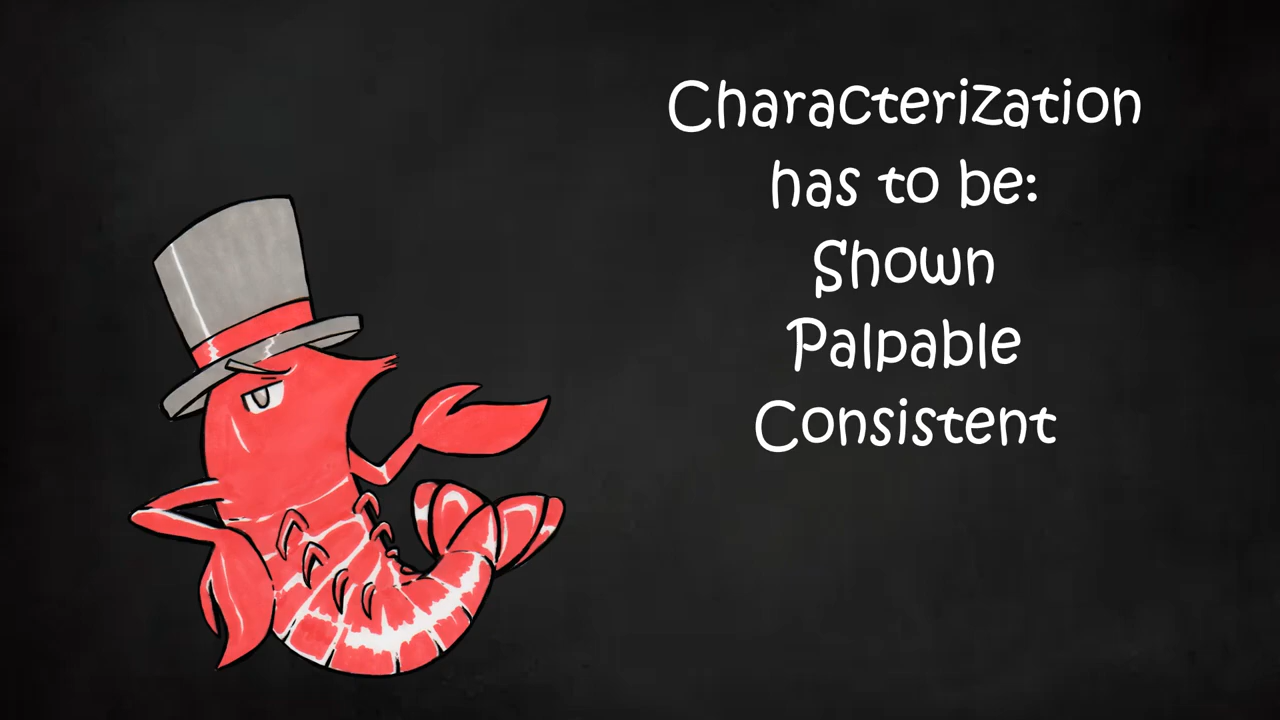 Characterization
has to be:
Shown
Palpable
Consistent